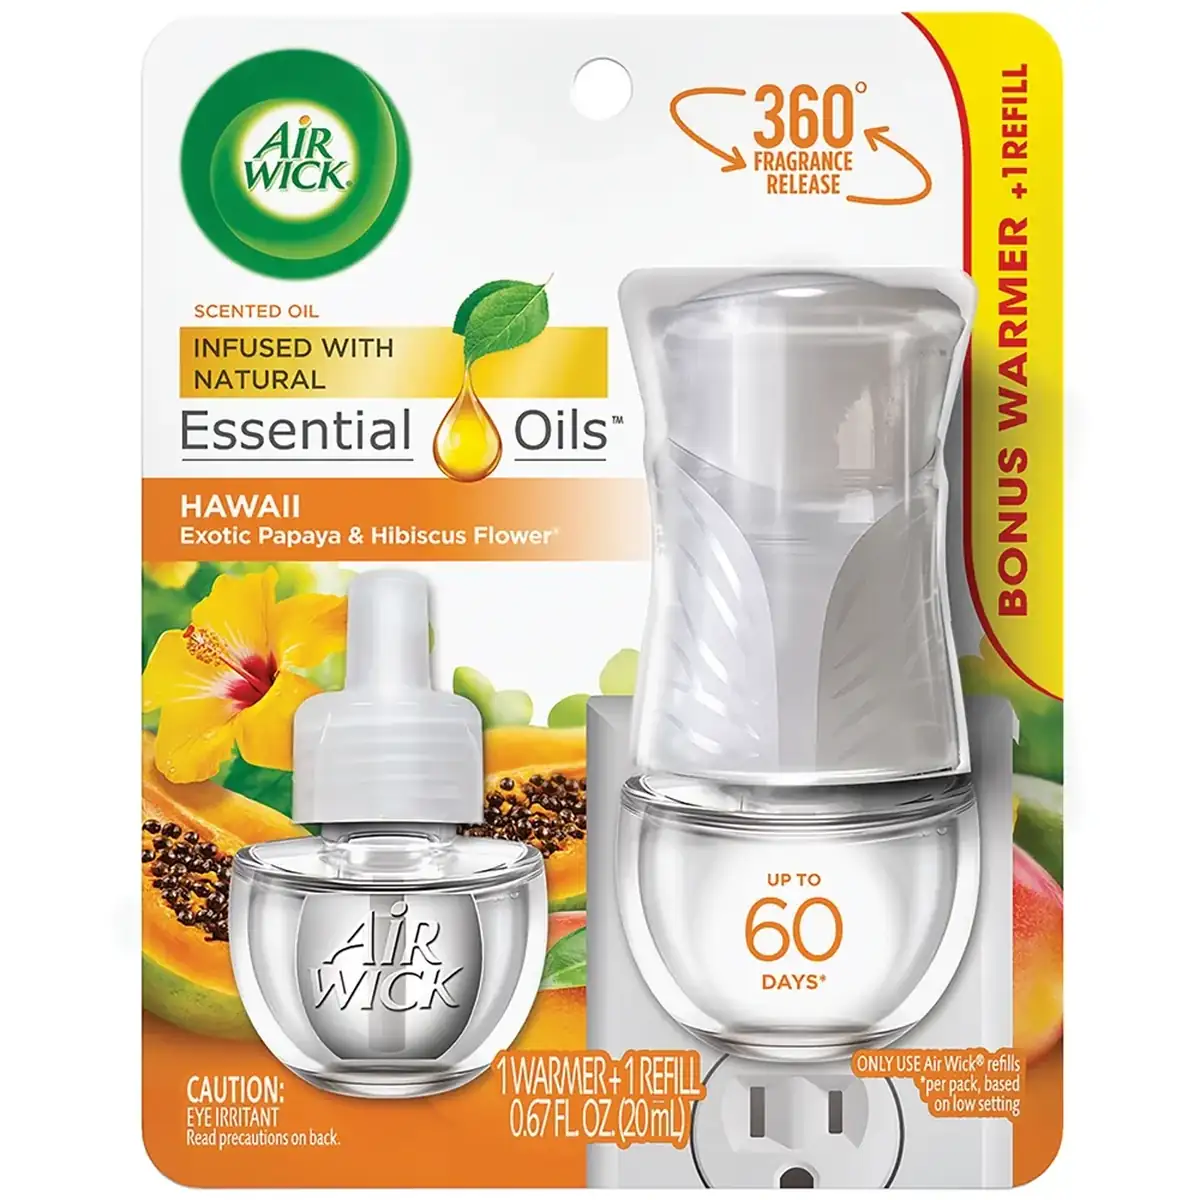 AiR
WICK®
360°
FRAGRANCE
RELEASE
BONUS WARMER +1 REFILL
SCENTED OIL
INFUSED WITH
NATURAL
Essential Oils™
HAWAII
Exotic Papaya & Hibiscus Flower*
AiR
WICK
UP TO
60
DAYS*
CAUTION:
EYE IRRITANT
Read precautions on back.
1 WARMER + 1 REFILL
0.67 FL. OZ. (20mL)
ONLY USE Air Wick® refills
*per pack, based
on low setting